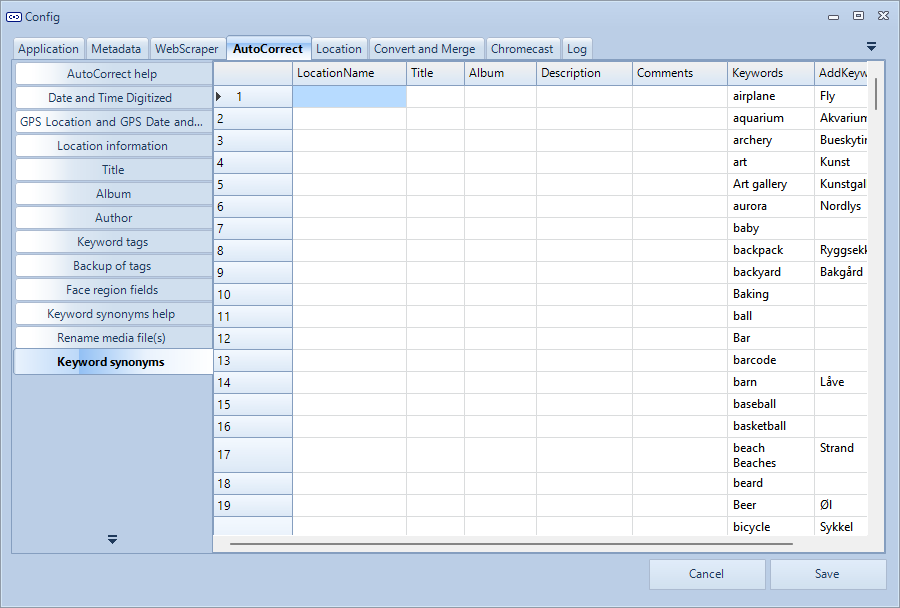 Config
Application Metadata WebScraper AutoCorrect Location Convert and Merge Chromecast Log
AutoCorrect help
Date and Time Digitized
GPS Location and GPS Date and...
Location information
Title
Album
Author
Keyword tags
Backup of tags
Face region fields
Keyword synonyms help
Rename media file(s)
Keyword synonyms
LocationName Title Album Description Comments Keywords AddKeyw
1 airplane Fly
2 aquarium Akvarium
3 archery Bueskytin
4 art Kunst
5 Art gallery Kunstgal
6 aurora Nordlys
7 baby
8 backpack Ryggsekk
9 backyard Bakgård
10 Baking
11 ball
12 Bar
13 barcode
14 barn Låve
15 baseball
16 basketball
17 beach Strand
Beaches
18 beard
19 Beer Øl
bicycle Sykkel
Cancel Save